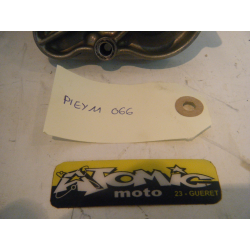 PIEYM 066
ATOMIC
moto
23 - GUERET